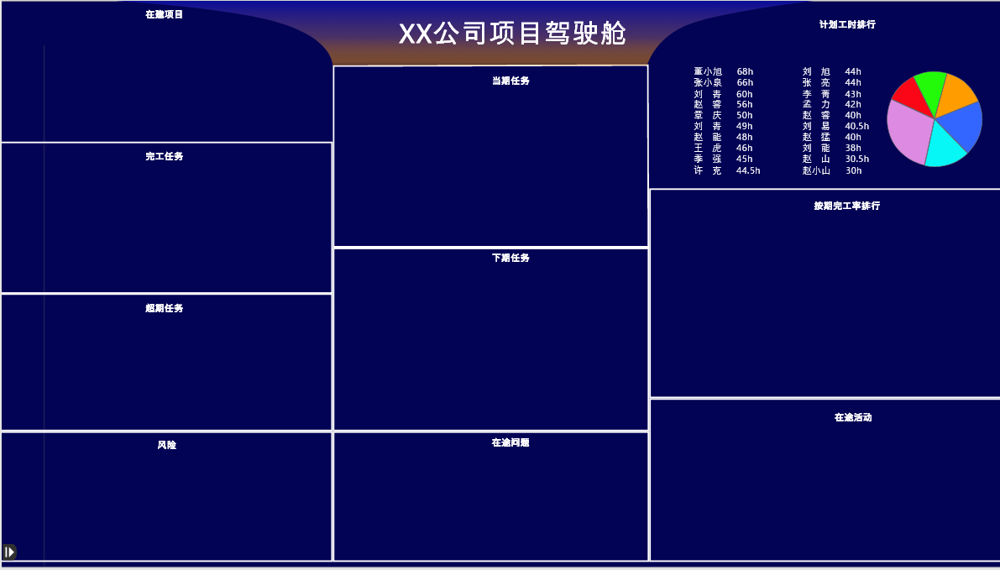 在建项目
XX公司项目驾驶舱
计划工时排行
董小旭 68h 刘 旭 44h
张小泉 66h 张 亮 44h
刘 青 60h 李 菁 43h
赵 睿 56h 孟 力 42h
章 庆 50h 赵 睿 40h
刘 青 49h 刘 易 40.5h
赵 能 48h 赵 猛 40h
王 虎 46h 刘 能 38h
季 强 45h 赵 山 30.5h
许 克 44.5h 赵小山 30h
当期任务
完工任务
按期完工率排行
下期任务
超期任务
在途活动
在途问题
风险